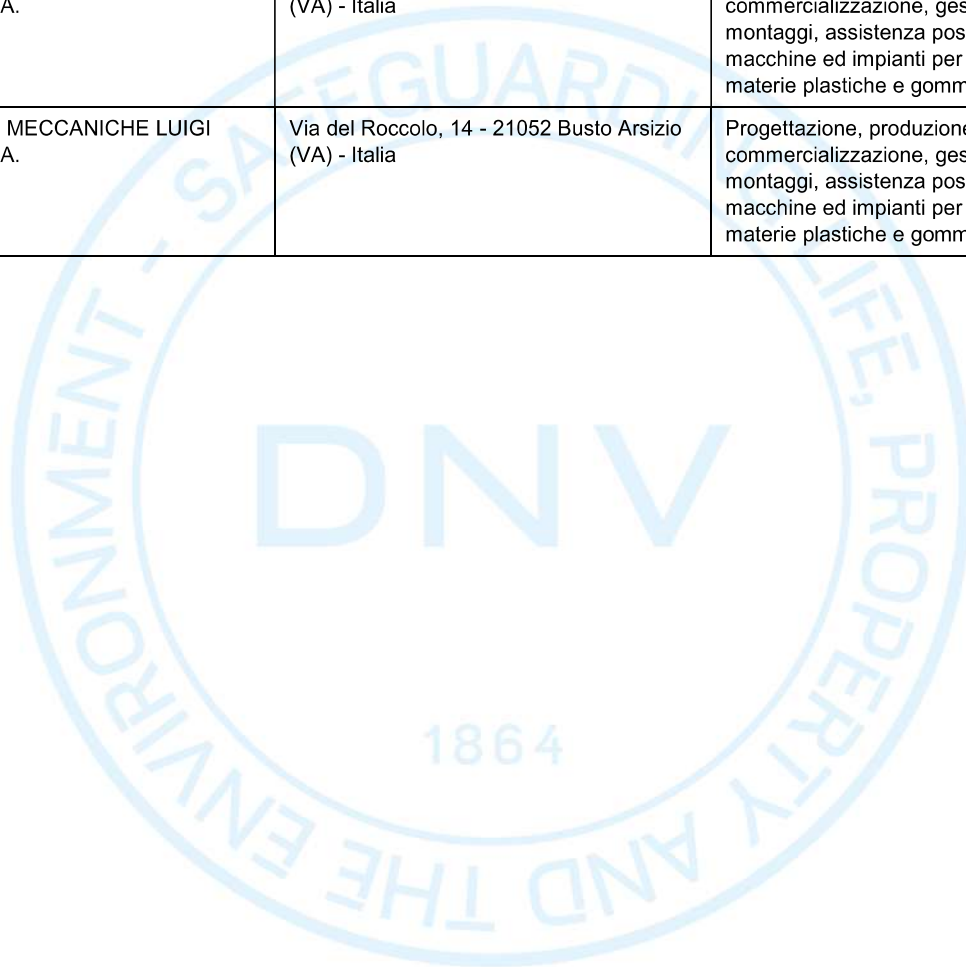 A.
(VA) - Italia
commercializzazione, ges
montaggi, assistenza pos
macchine ed impianti per
materie plastiche e gomm
MECCANICHE LUIGI
A.
Via del Roccolo, 14 - 21052 Busto Arsizio
(VA) - Italia
Progettazione, produzione
commercializzazione, ges
montaggi, assistenza pos
macchine ed impianti per
materie plastiche e gomm
SAFEGUARDING LIFE, PROPERTY AND THE ENVIRONMENT -
DNV
1864